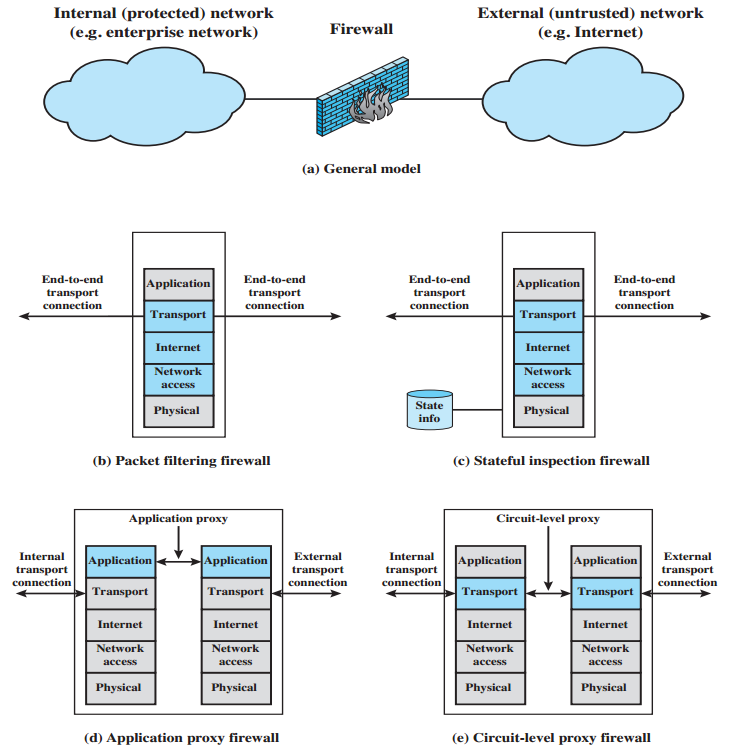 Internal (protected) network
(e.g. enterprise network)
Firewall
External (untrusted) network
(e.g. Internet)
(a) General model
End-to-end
transport
connection
Application
Transport
Internet
Network
access
Physical
End-to-end
transport
connection
(b) Packet filtering firewall
End-to-end
transport
connection
Application
Transport
Internet
Network
access
Physical
End-to-end
transport
connection
State
info
(c) Stateful inspection firewall
Application proxy
Internal
transport
connection
Application
Transport
Internet
Network
access
Physical
Application
Transport
Internet
Network
access
Physical
External
transport
connection
(d) Application proxy firewall
Circuit-level proxy
Internal
transport
connection
Application
Transport
Internet
Network
access
Physical
Application
Transport
Internet
Network
access
Physical
External
transport
connection
(e) Circuit-level proxy firewall